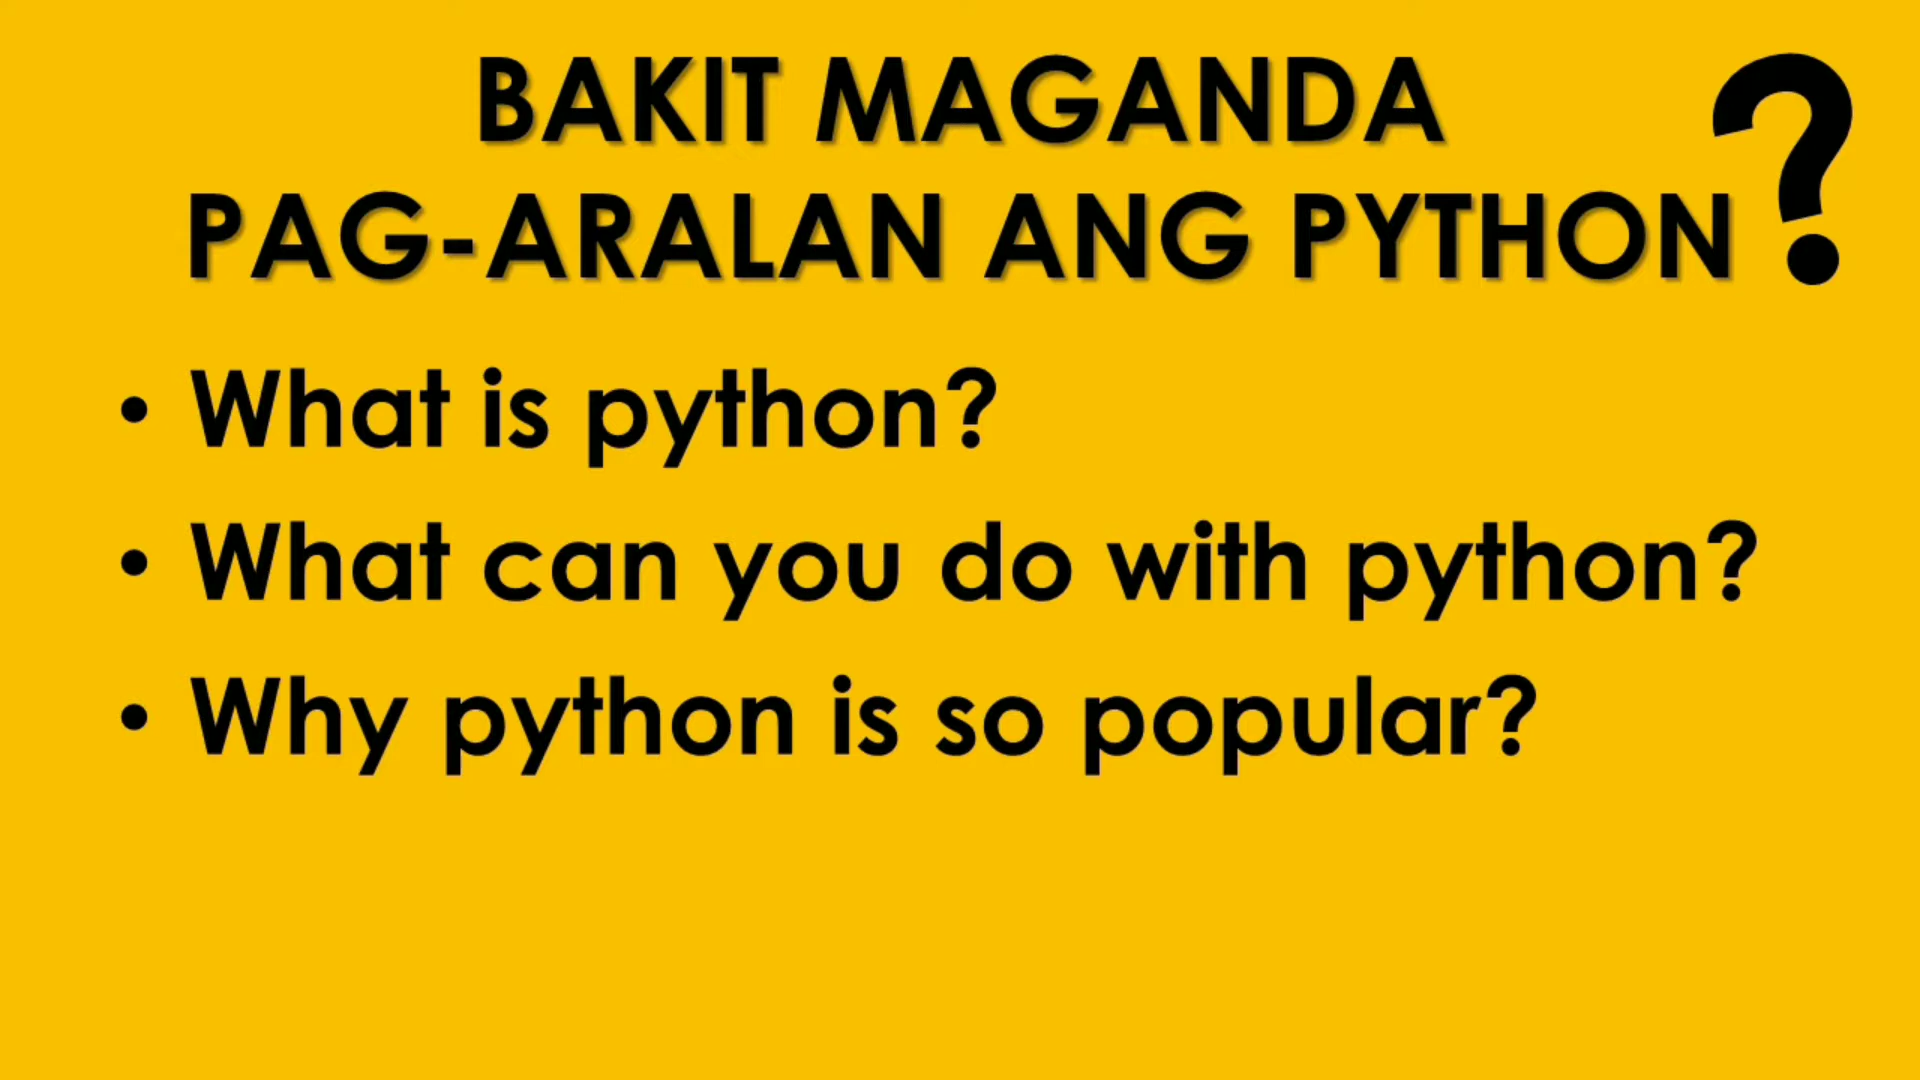 BAKIT MAGANDA
PAG-ARALAN ANG PYTHON?
• What is python?
• What can you do with python?
• Why python is so popular?